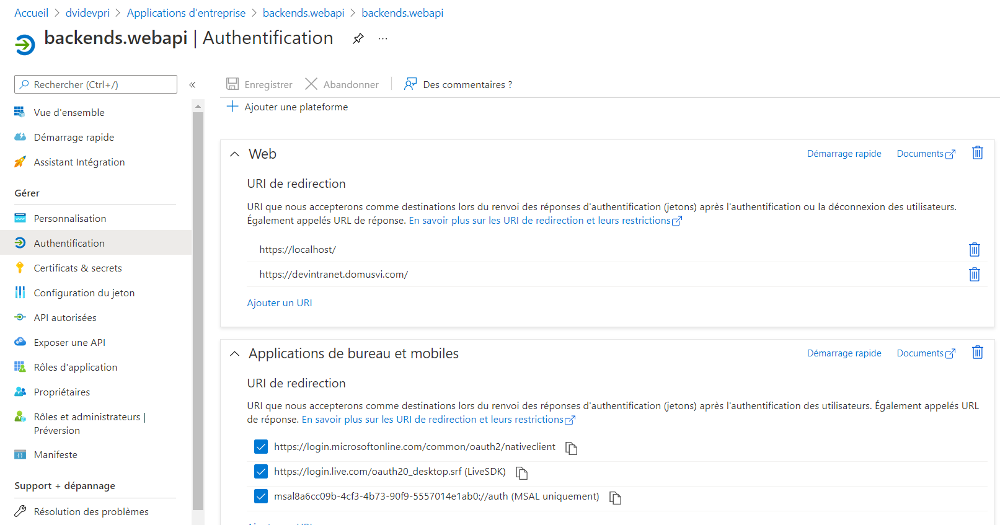 Accueil > dvidevpri > Applications d'entreprise > backends.webapi > backends.webapi
backends.webapi | Authentification
Rechercher (Ctrl+/)
Vue d'ensemble
Démarrage rapide
Assistant Intégration
Gérer
Personnalisation
Authentification
Certificats & secrets
Configuration du jeton
API autorisées
Exposer une API
Rôles d'application
Propriétaires
Rôles et administrateurs |
Préversion
Manifeste
Support + dépannage
Résolution des problèmes
Enregistrer Abandonner Des commentaires ?
Ajouter une plateforme
Web Démarrage rapide Documents
URI de redirection
URI que nous accepterons comme destinations lors du renvoi des réponses d'authentification (jetons) après l'authentification ou la déconnexion des utilisateurs.
Également appelés URL de réponse. En savoir plus sur les URI de redirection et leurs restrictions
https://localhost/
https://devintranet.domusvi.com/
Ajouter un URI
Applications de bureau et mobiles Démarrage rapide Documents
URI de redirection
URI que nous accepterons comme destinations lors du renvoi des réponses d'authentification (jetons) après l'authentification des utilisateurs. Également appelés URL
de réponse. En savoir plus sur les URI de redirection et leurs restrictions
https://login.microsoftonline.com/common/oauth2/nativeclient
https://login.live.com/oauth20_desktop.srf (LiveSDK)
msal8a6cc09b-4cf3-4b73-90f9-5557014e1ab0://auth (MSAL uniquement)